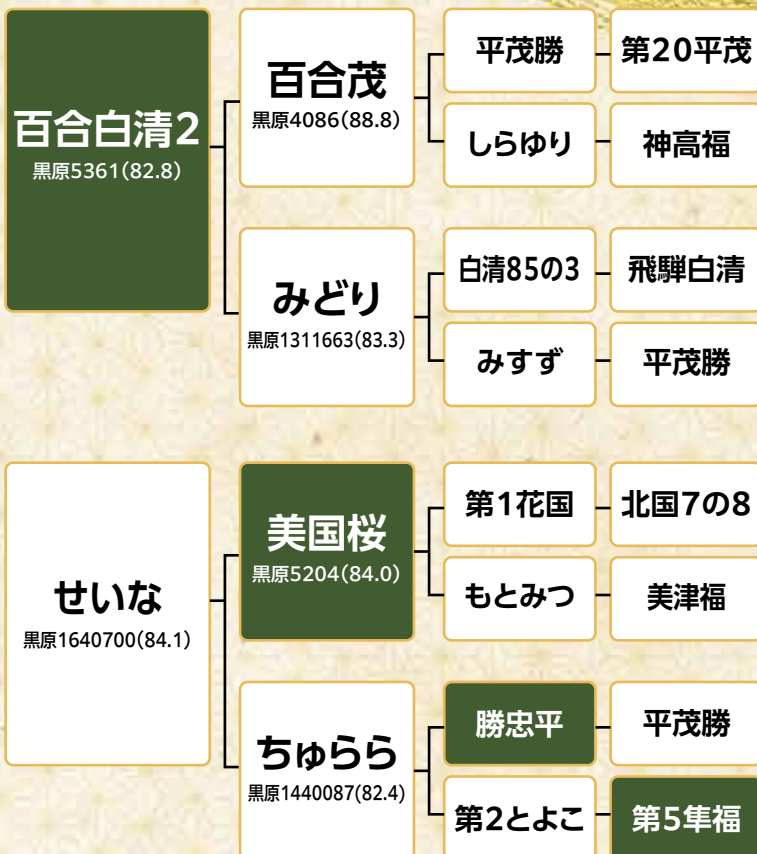 百合白清2
黒原5361(82.8)
百合茂
黒原4086(88.8)
平茂勝
第20平茂
しらゆり
神高福
みどり
黒原1311663(83.3)
白清85の3
飛騨白清
みすず
平茂勝
せいな
黒原1640700(84.1)
美国桜
黒原5204(84.0)
第1花国
北国7の8
もとみつ
美津福
ちゅらら
黒原1440087(82.4)
勝忠平
平茂勝
第2とよこ
第5隼福